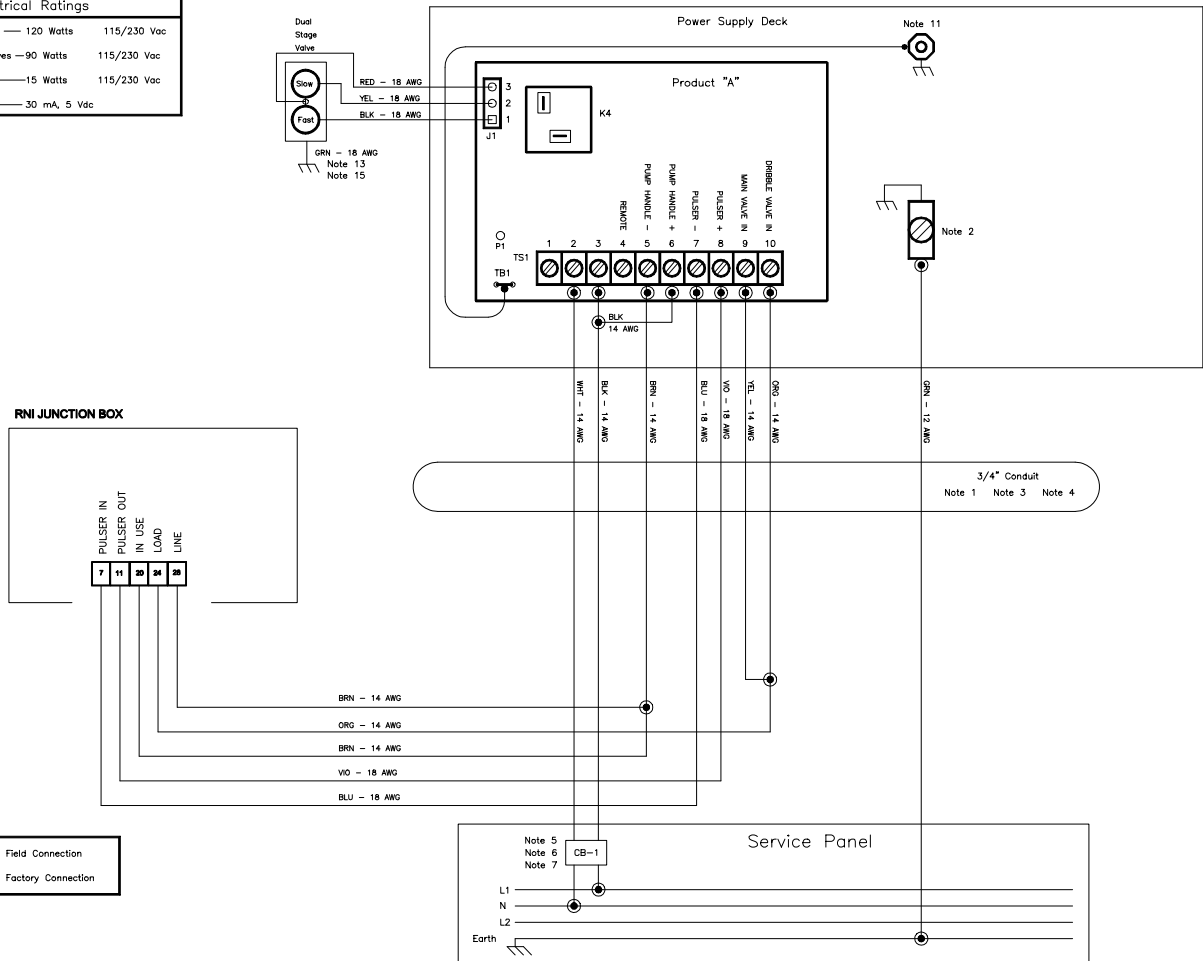 trical Ratings
120 Watts 115/230 Vac
es — 90 Watts 115/230 Vac
15 Watts 115/230 Vac
30 mA, 5 Vdc
Dual
Stage
Valve
Slow
Fast
RED – 18 AWG
YEL – 18 AWG
BLK – 18 AWG
GRN – 18 AWG
Note 13
Note 15
Power Supply Deck
Note 11
Product "A"
3
2
1
J1
K4
REMOTE
PUMP HANDLE –
PUMP HANDLE +
PULSER –
PULSER +
MAIN VALVE IN
DRIBBLE VALVE IN
P1
TS1
1 2 3 4 5 6 7 8 9 10
TB1
Note 2
BLK
14 AWG
WHT – 14 AWG
BLK – 14 AWG
BRN – 14 AWG
BLU – 18 AWG
VIO – 18 AWG
YEL – 14 AWG
ORG – 14 AWG
GRN – 12 AWG
3/4" Conduit
Note 1 Note 3 Note 4
RNI JUNCTION BOX
PULSER IN
PULSER OUT
IN USE
LOAD
LINE
7 11 20 24 28
BRN – 14 AWG
ORG – 14 AWG
BRN – 14 AWG
VIO – 18 AWG
BLU – 18 AWG
Field Connection
Factory Connection
Service Panel
Note 5
Note 6
Note 7
CB–1
L1
N
L2
Earth